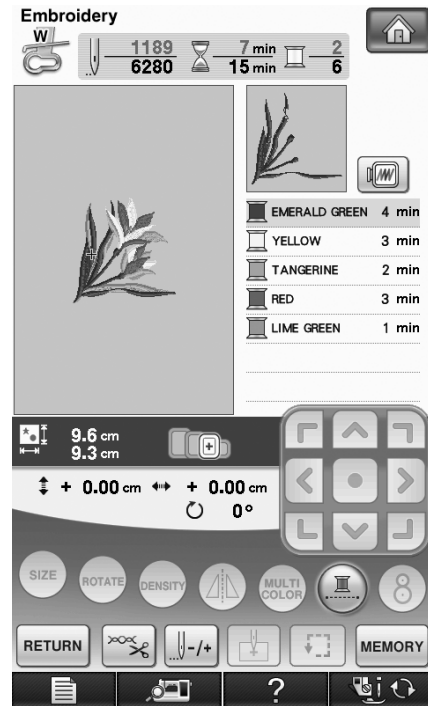 Embroidery
W
1189 7 min 2
6280 15 min 6
EMERALD GREEN 4 min
YELLOW 3 min
TANGERINE 2 min
RED 3 min
LIME GREEN 1 min
9.6 cm
9.3 cm
+ 0.00 cm + 0.00 cm
0°
SIZE ROTATE DENSITY MULTI COLOR 8
RETURN -/+ MEMORY
?